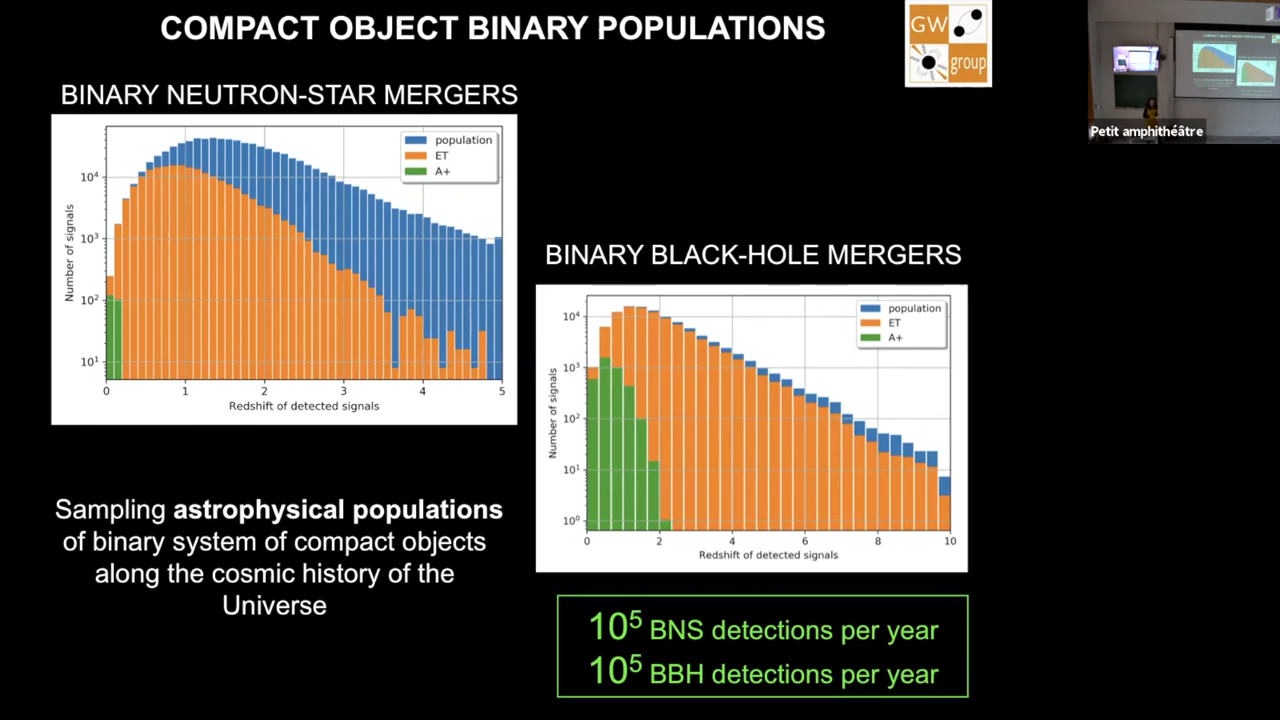 COMPACT OBJECT BINARY POPULATIONS
GW
group
Petit amphithéâtre
BINARY NEUTRON-STAR MERGERS
population
ET
A+
Number of signals
10⁴
10³
10²
10¹
0 1 2 3 4 5
Redshift of detected signals
BINARY BLACK-HOLE MERGERS
population
ET
A+
Number of signals
10⁴
10³
10²
10¹
10⁰
0 2 4 6 8 10
Redshift of detected signals
Sampling astrophysical populations
of binary system of compact objects
along the cosmic history of the
Universe
10⁵ BNS detections per year
10⁵ BBH detections per year